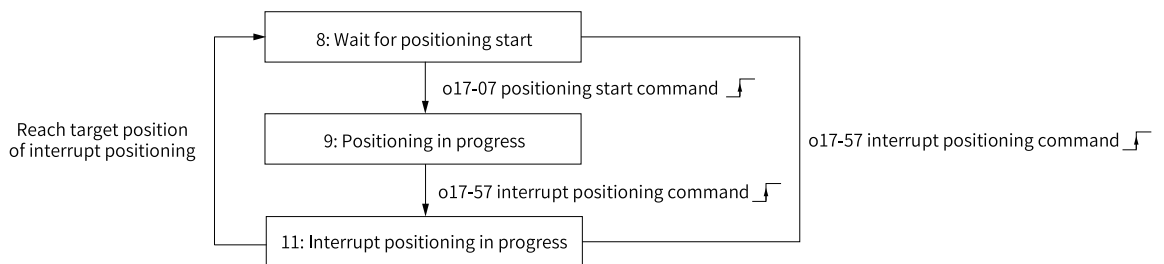 8: Wait for positioning start
o17-07 positioning start command
Reach target position
of interrupt positioning
9: Positioning in progress
o17-57 interrupt positioning command
o17-57 interrupt positioning command
11: Interrupt positioning in progress